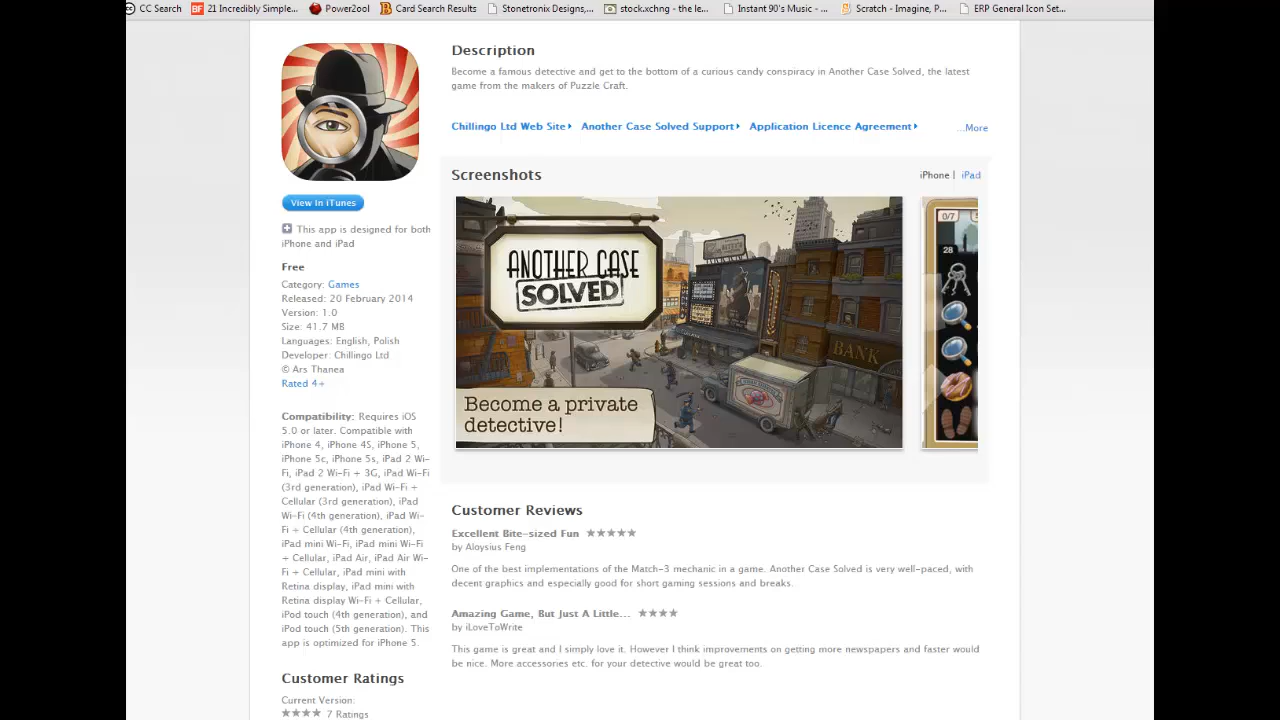 CC Search
21 Incredibly Simple...
Power2ool
Card Search Results
Stonetronix Designs,...
stock.xchng - the le...
Instant 90's Music - ...
Scratch - Imagine, P...
ERP General Icon Set...
Description
Become a famous detective and get to the bottom of a curious candy conspiracy in Another Case Solved, the latest
game from the makers of Puzzle Craft.
Chillingo Ltd Web Site
Another Case Solved Support
Application Licence Agreement
...More
View In iTunes
This app is designed for both
iPhone and iPad
Free
Category: Games
Released: 20 February 2014
Version: 1.0
Size: 41.7 MB
Languages: English, Polish
Developer: Chillingo Ltd
© Ars Thanea
Rated 4+
Compatibility: Requires iOS
5.0 or later. Compatible with
iPhone 4, iPhone 4S, iPhone 5,
iPhone 5c, iPhone 5s, iPad 2 Wi-
Fi, iPad 2 Wi-Fi + 3G, iPad Wi-Fi
(3rd generation), iPad Wi-Fi +
Cellular (3rd generation), iPad
Wi-Fi (4th generation), iPad Wi-
Fi + Cellular (4th generation),
iPad mini Wi-Fi, iPad mini Wi-Fi
+ Cellular, iPad Air, iPad Air Wi-
Fi + Cellular, iPad mini with
Retina display, iPad mini with
Retina display Wi-Fi + Cellular,
iPod touch (4th generation), and
iPod touch (5th generation). This
app is optimized for iPhone 5.
Customer Ratings
Current Version:
7 Ratings
Screenshots
iPhone | iPad
ANOTHER CASE
SOLVED
BANK
Become a private
detective!
0/7
28
Customer Reviews
Excellent Bite-sized Fun
by Aloysius Feng
One of the best implementations of the Match-3 mechanic in a game. Another Case Solved is very well-paced, with
decent graphics and especially good for short gaming sessions and breaks.
Amazing Game, But Just A Little...
by iLoveToWrite
This game is great and I simply love it. However I think improvements on getting more newspapers and faster would
be nice. More accessories etc. for your detective would be great too.